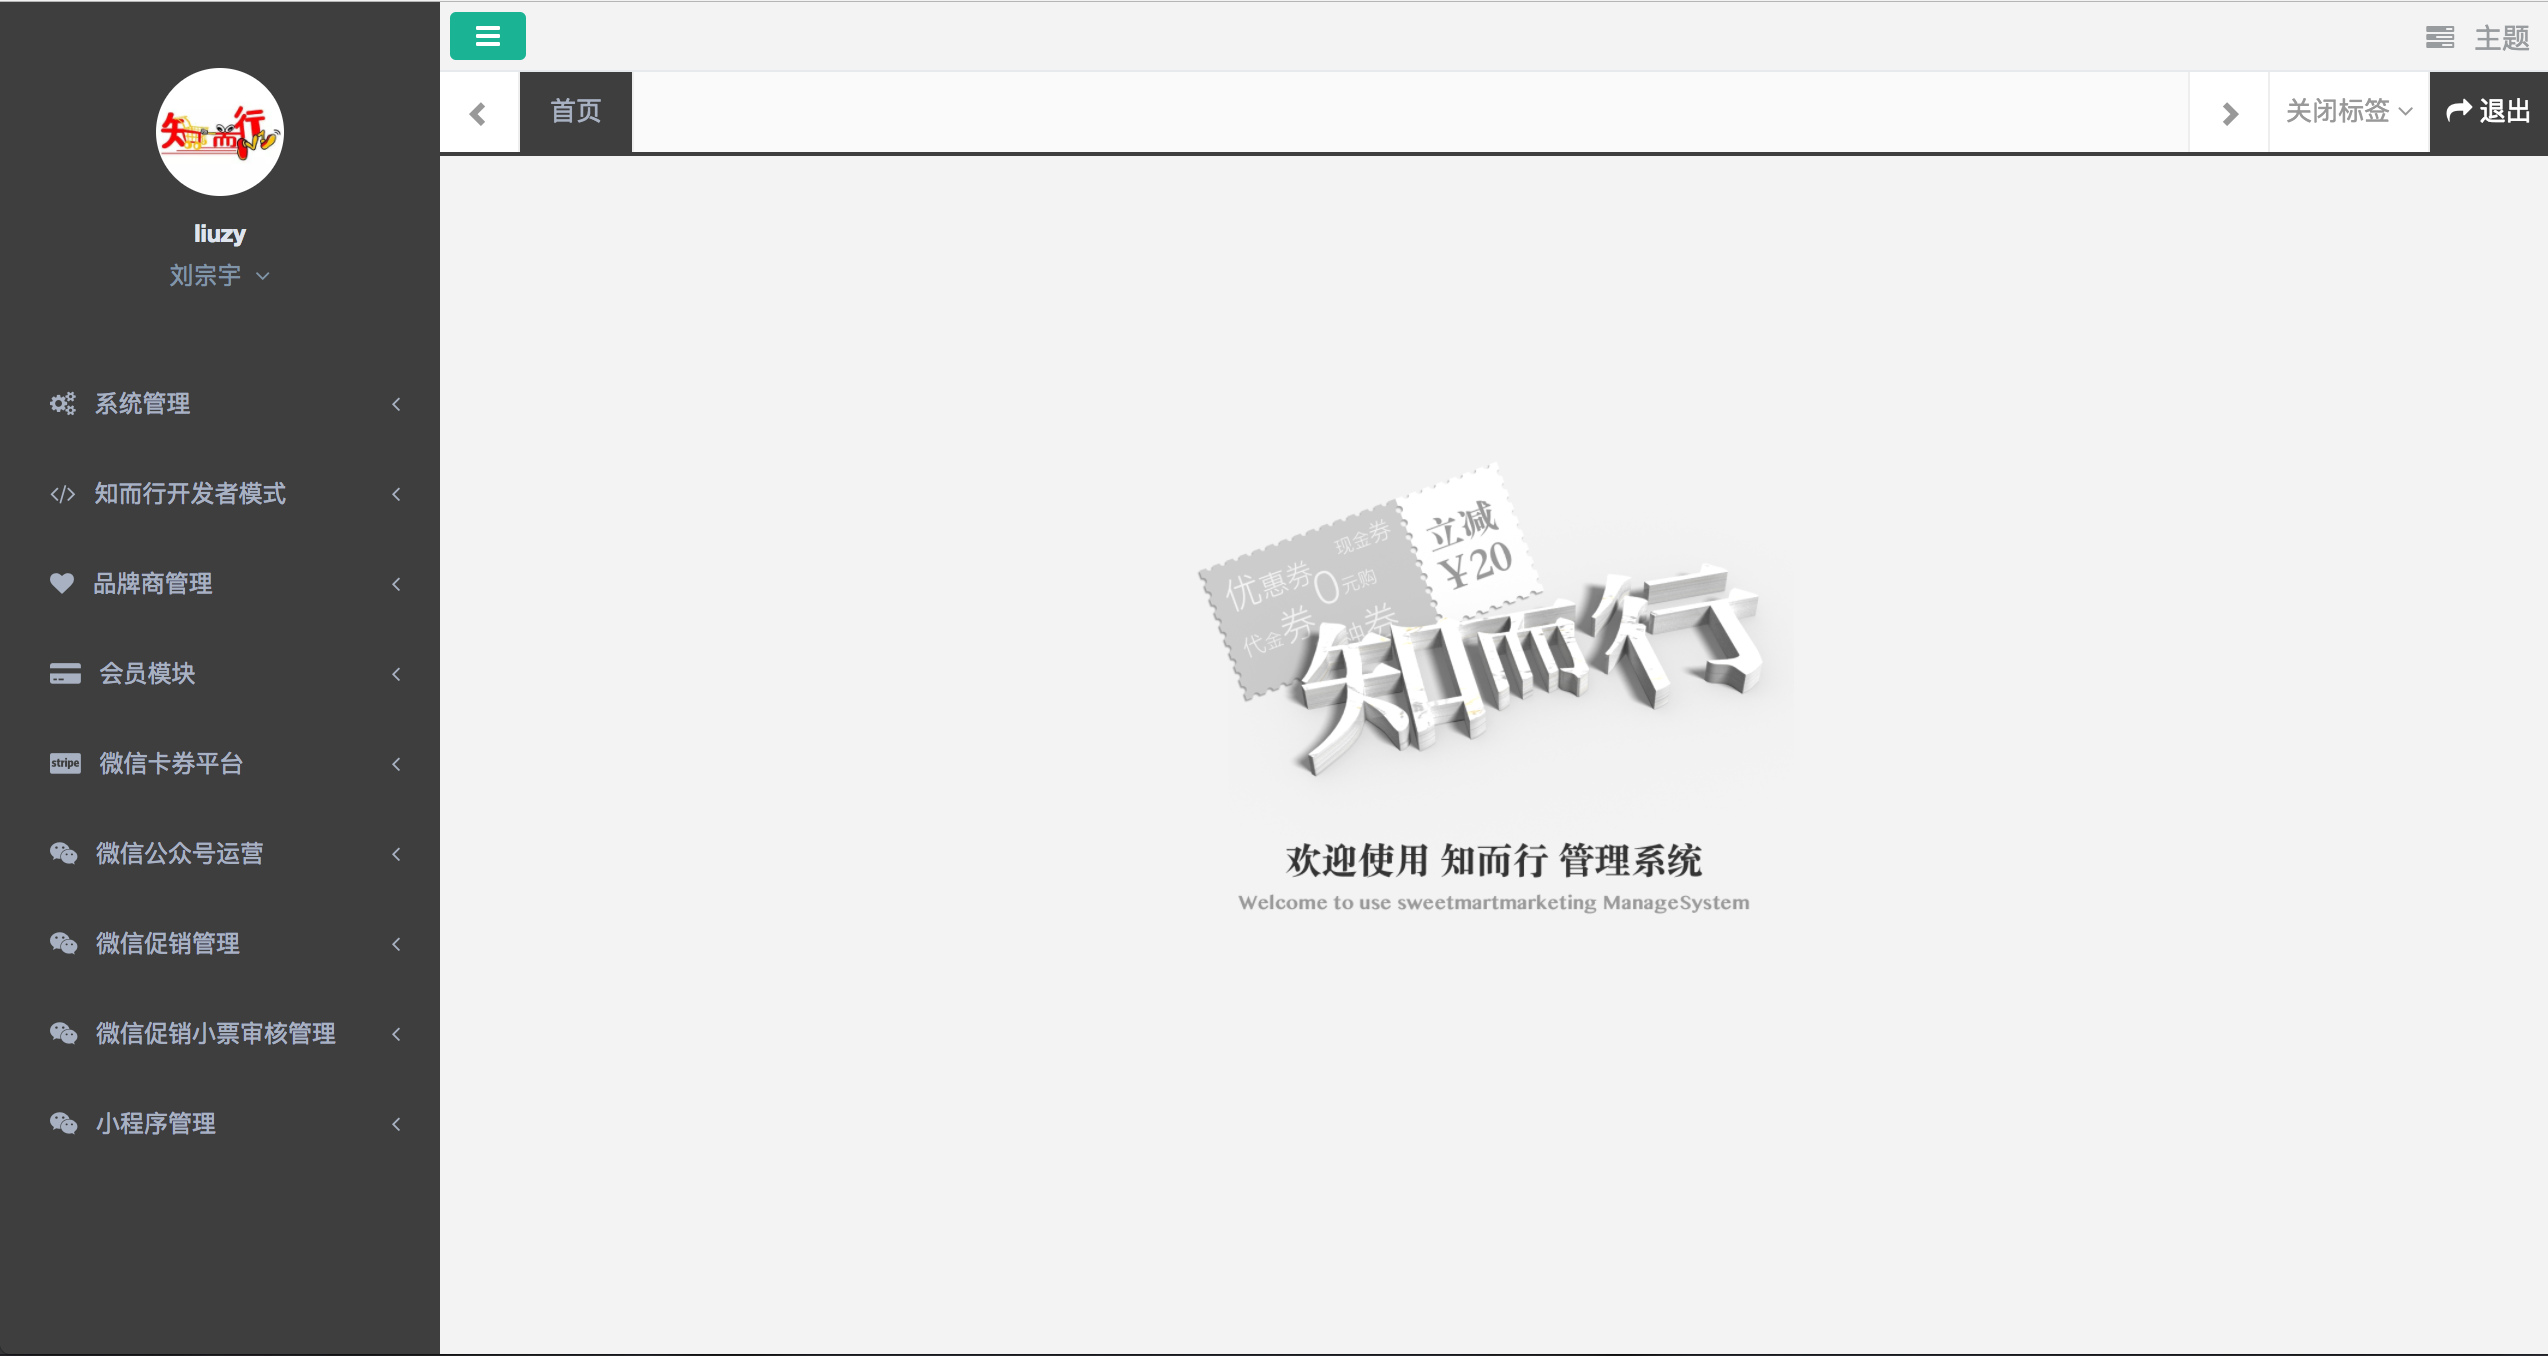 主题
首页
关闭标签
退出
知而行
liuzy
刘宗宇
系统管理
知而行开发者模式
品牌商管理
会员模块
stripe 微信卡券平台
微信公众号运营
微信促销管理
微信促销小票审核管理
小程序管理
立减
¥20
现金券
优惠券 0 元购
代金券
券
知而行
欢迎使用 知而行 管理系统
Welcome to use sweetmartmarketing ManageSystem